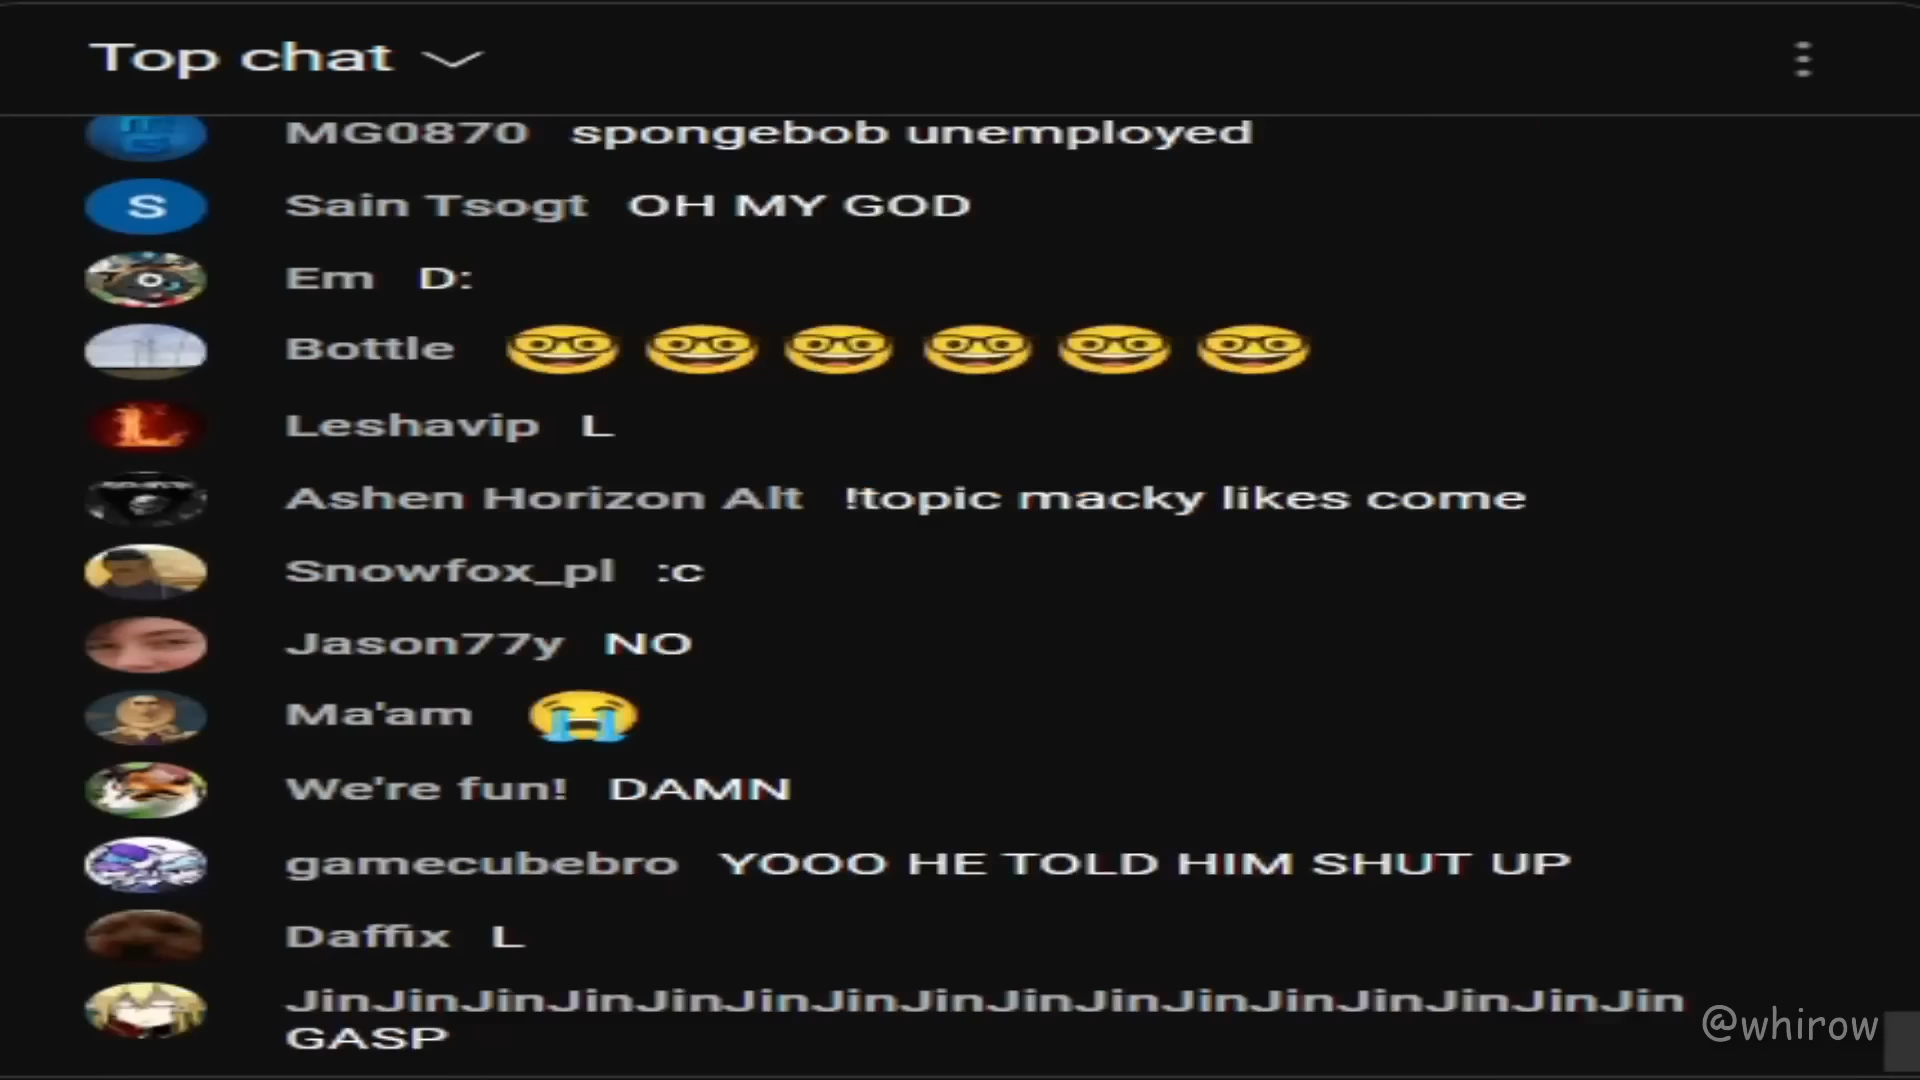 Top chat
MG0870 spongebob unemployed
S Sain Tsogt OH MY GOD
Em D:
Bottle 🤓 🤓 🤓 🤓 🤓 🤓
L Leshavip L
Ashen Horizon Alt !topic macky likes come
Snowfox_pl :c
Jason77y NO
Ma'am 😭
We're fun! DAMN
gamecubebro YOOO HE TOLD HIM SHUT UP
Daffix L
JinJinJinJinJinJinJinJinJinJinJinJinJinJinJinJin
GASP
@whirow